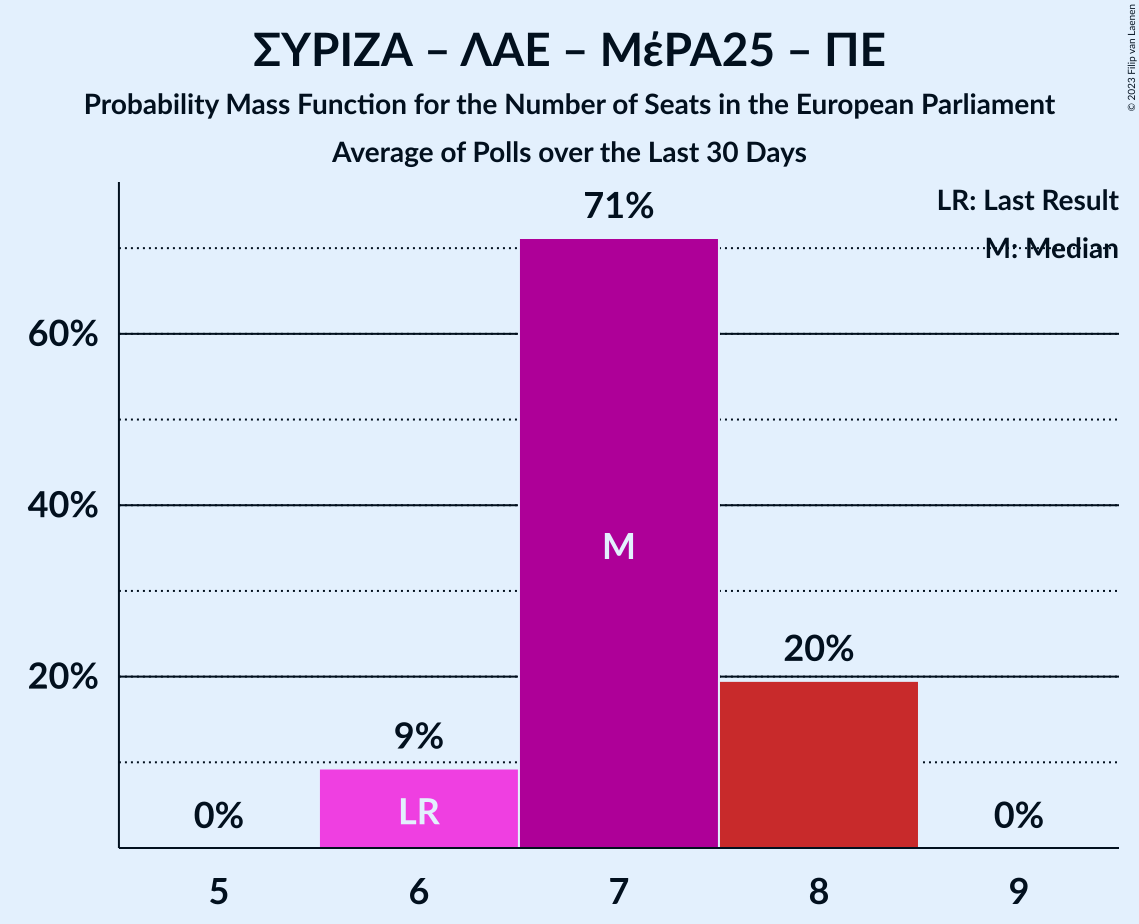 ΣΥΡΙΖΑ – ΛΑΕ – ΜέΡΑ25 – ΠΕ
Probability Mass Function for the Number of Seats in the European Parliament
Average of Polls over the Last 30 Days
© 2023 Filip van Laenen
LR: Last Result
M: Median
71%
60%
40%
M
20%
20%
9%
LR
0%
0%
5 6 7 8 9